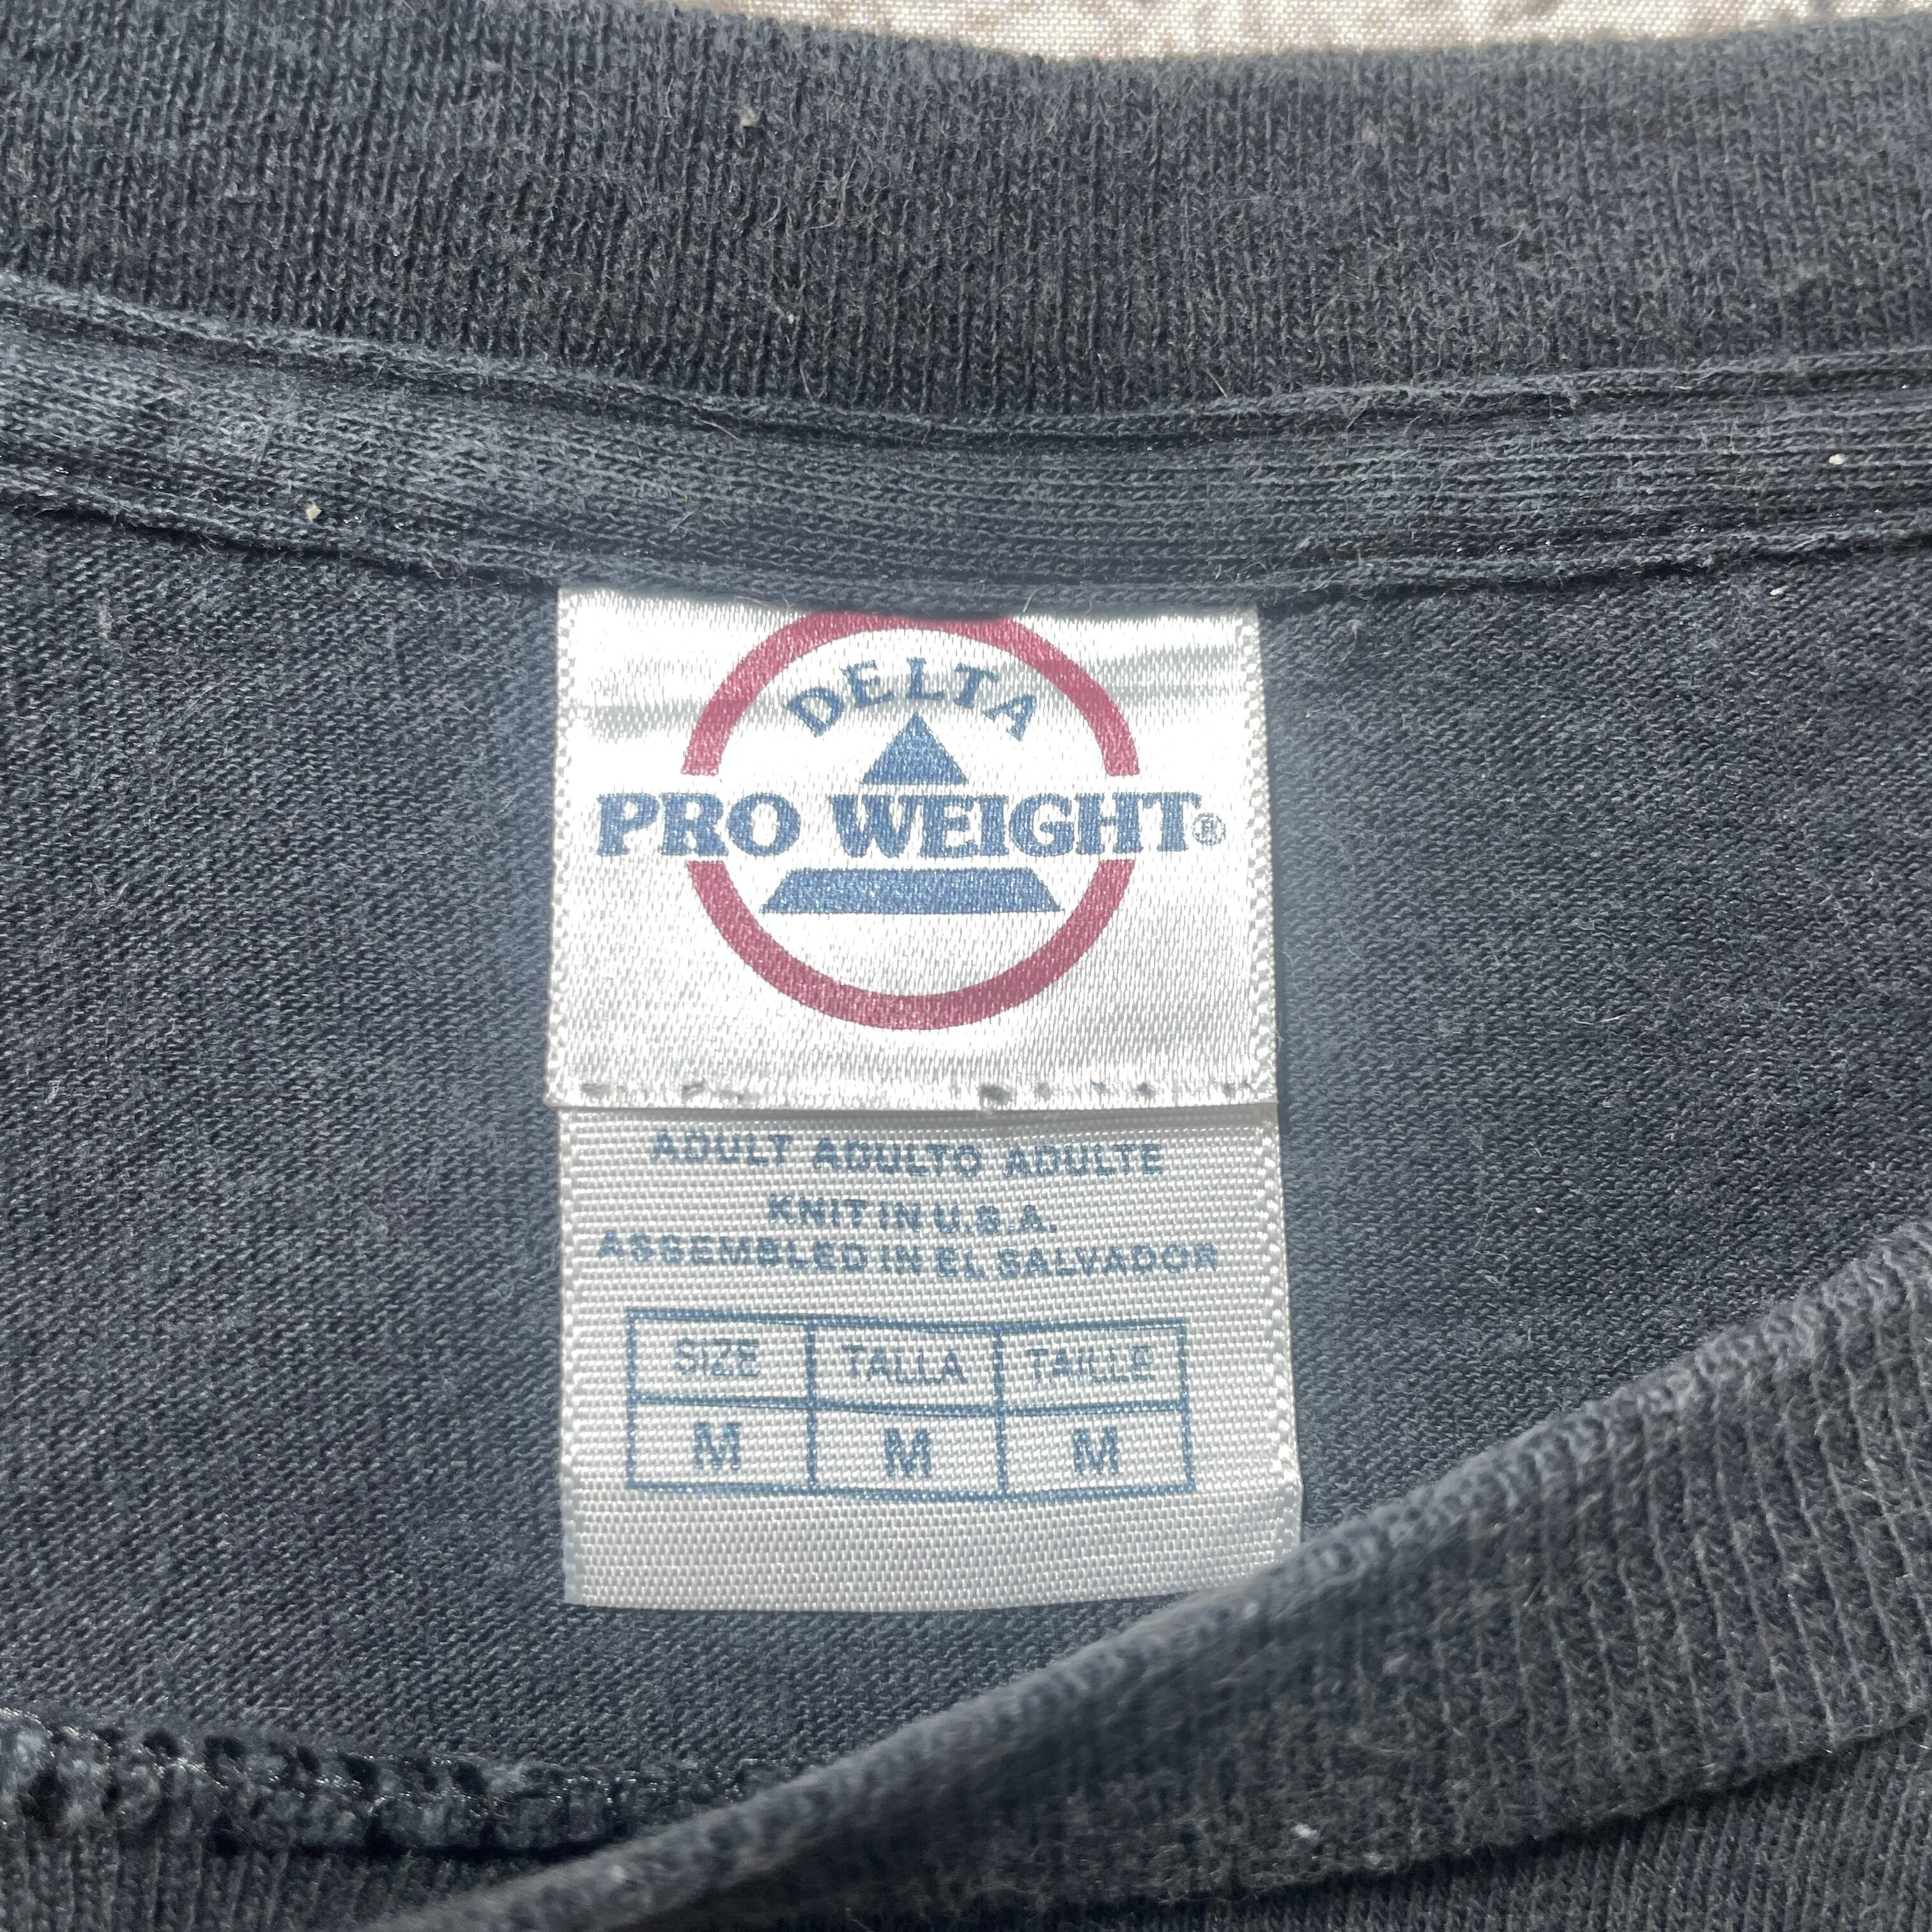 DELTA
PRO WEIGHT®
ADULT ADULTO ADULTE
KNIT IN U.S.A.
ASSEMBLED IN EL SALVADOR
SIZE TALLA TAILLE
M M M